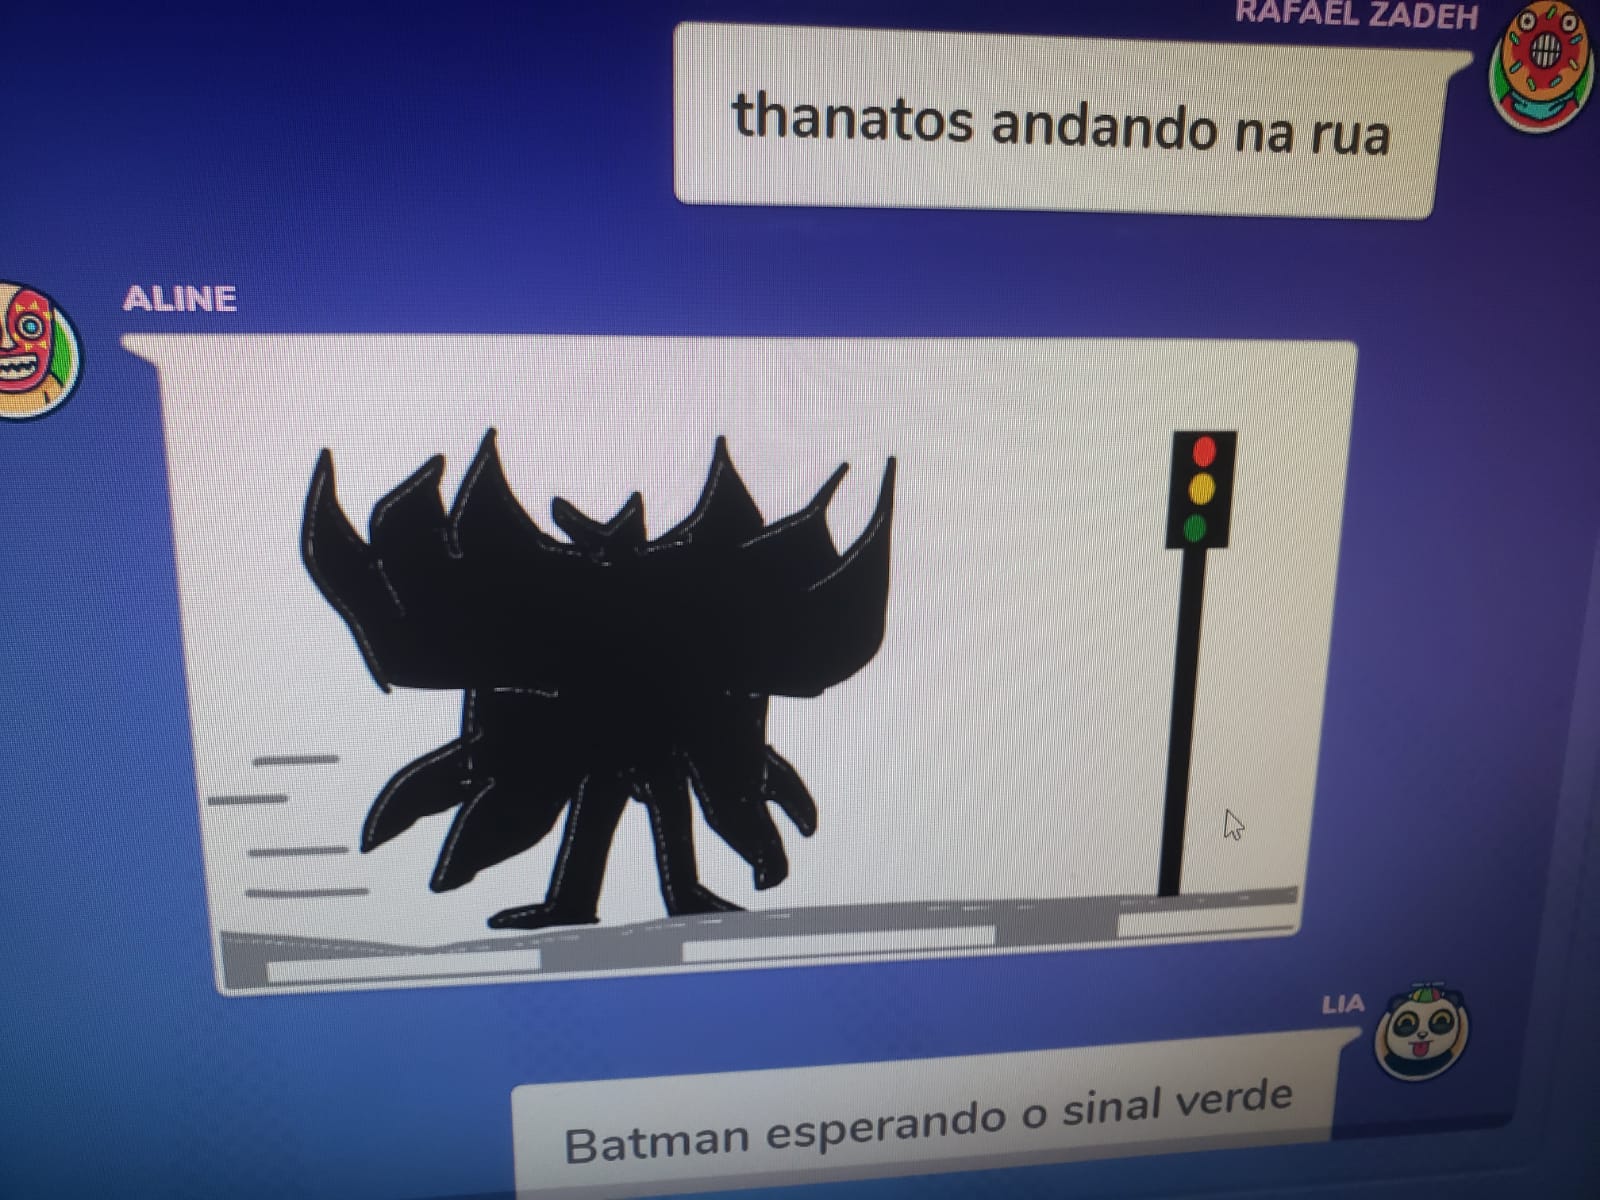 RAFAEL ZADEH
thanatos andando na rua
ALINE
LIA
Batman esperando o sinal verde